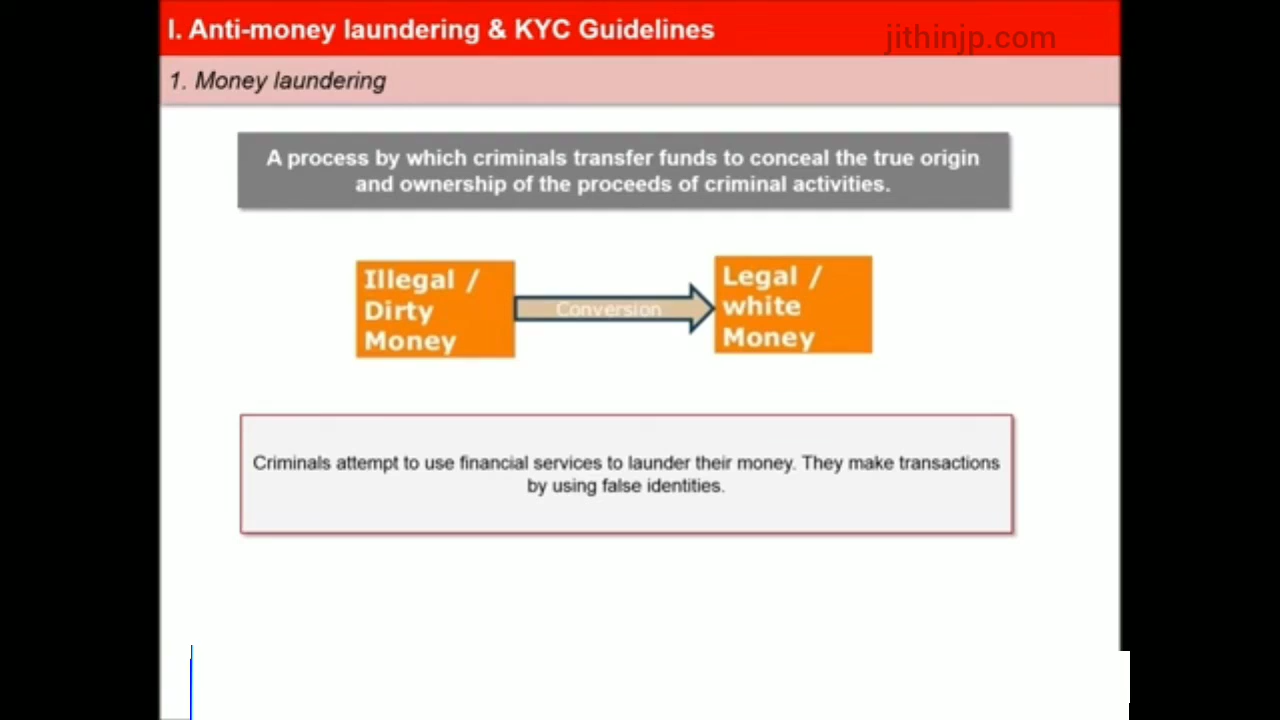 I. Anti-money laundering & KYC Guidelines
jithinjp.com
1. Money laundering
A process by which criminals transfer funds to conceal the true origin
and ownership of the proceeds of criminal activities.
Illegal /
Dirty
Money
Conversion
Legal /
white
Money
Criminals attempt to use financial services to launder their money. They make transactions
by using false identities.